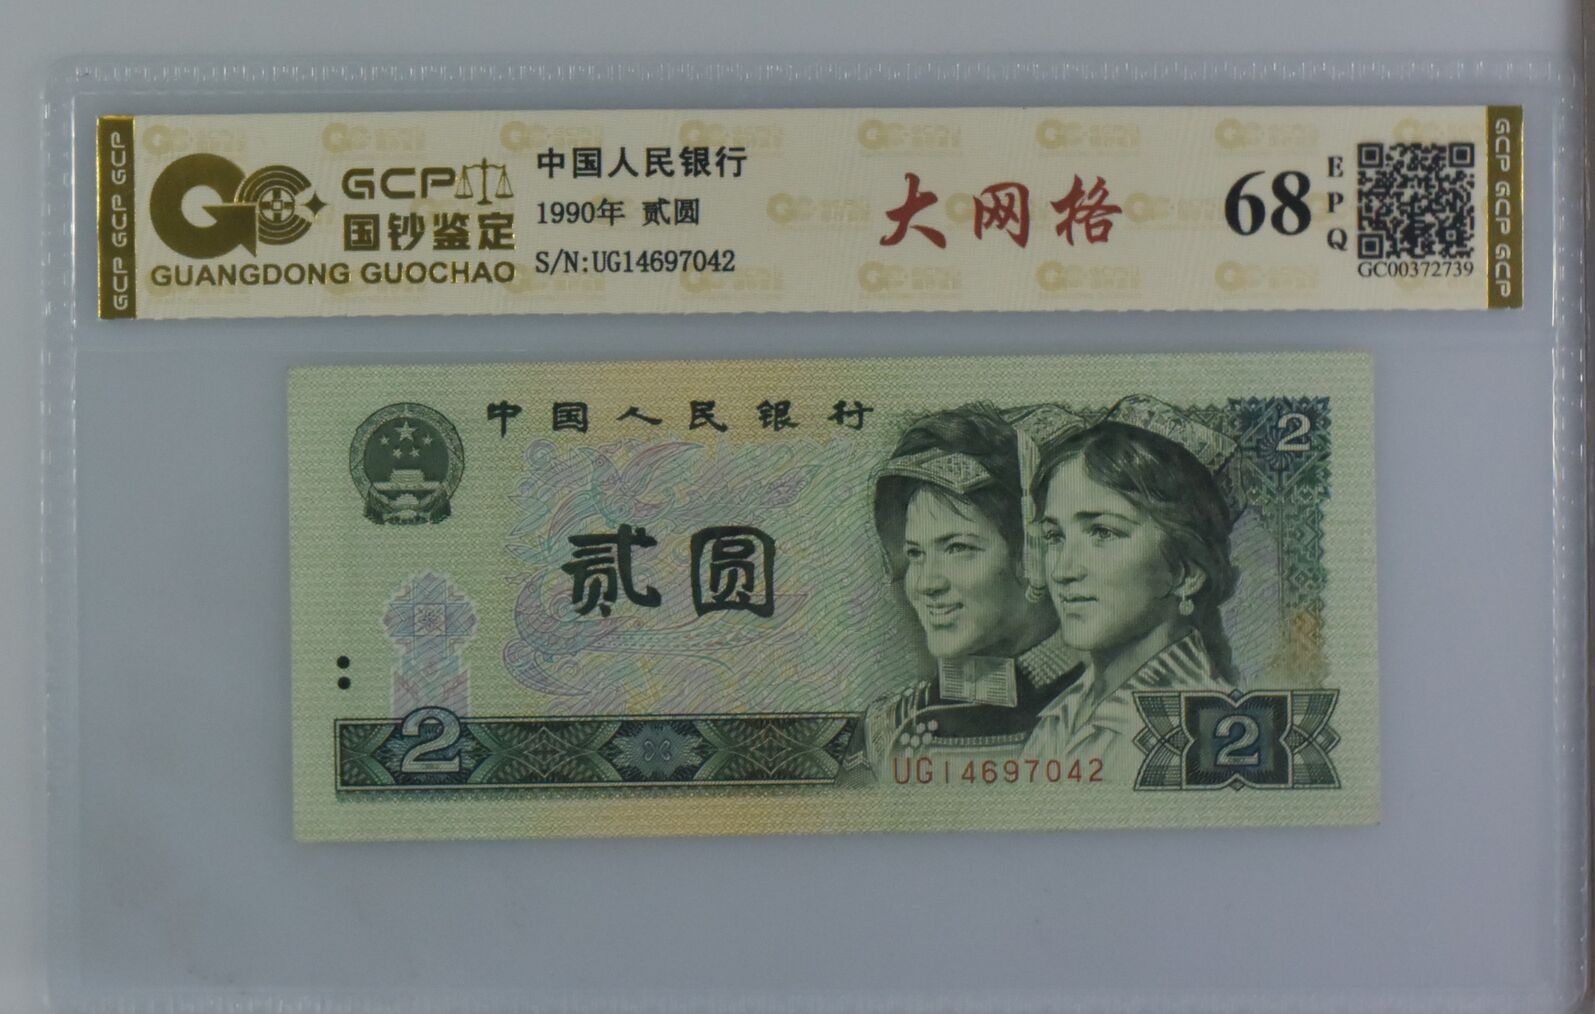 GCP GCP GCP
GCP
国钞鉴定
GUANGDONG GUOCHAO
中国人民银行
1990年 贰圆
S/N:UG14697042
大网格
68
EPQ
GC00372739
GCP GCP GCP
中国人民银行
2
贰圆
2
UG14697042
2